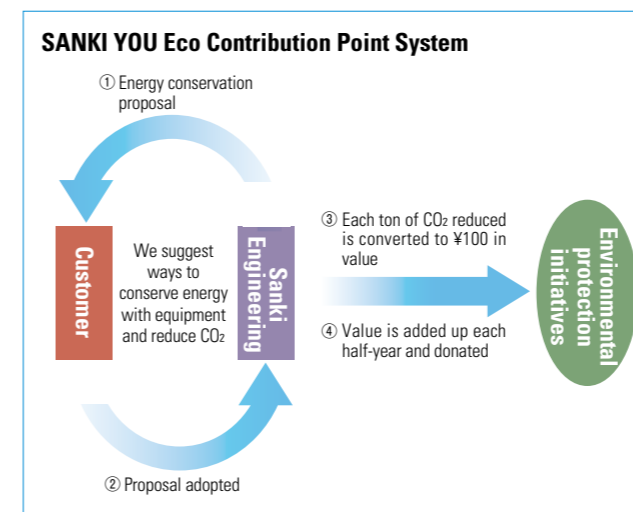 SANKI YOU Eco Contribution Point System
① Energy conservation
proposal
Customer
We suggest
ways to
conserve energy
with equipment
and reduce CO₂
Sanki
Engineering
② Proposal adopted
③ Each ton of CO₂ reduced
is converted to ¥100 in
value
④ Value is added up each
half-year and donated
Environmental
protection
initiatives